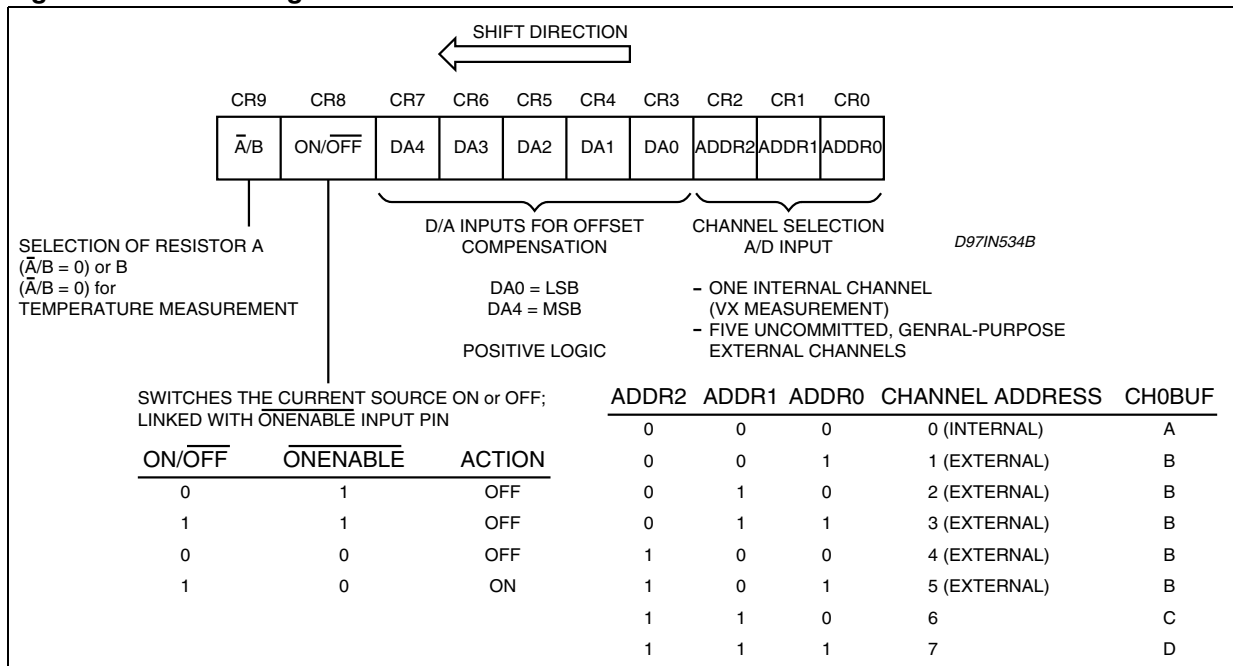 SHIFT DIRECTION
CR9 CR8 CR7 CR6 CR5 CR4 CR3 CR2 CR1 CR0
A̅/B ON/O̅F̅F̅ DA4 DA3 DA2 DA1 DA0 ADDR2 ADDR1 ADDR0
SELECTION OF RESISTOR A
(A̅/B = 0) or B
(A̅/B = 0) for
TEMPERATURE MEASUREMENT
D/A INPUTS FOR OFFSET
COMPENSATION
DA0 = LSB
DA4 = MSB
POSITIVE LOGIC
CHANNEL SELECTION
A/D INPUT
D97IN534B
– ONE INTERNAL CHANNEL
(VX MEASUREMENT)
– FIVE UNCOMMITTED, GENRAL-PURPOSE
EXTERNAL CHANNELS
SWITCHES THE CURRENT SOURCE ON or OFF;
LINKED WITH O̅N̅E̅N̅A̅B̅L̅E̅ INPUT PIN
ON/O̅F̅F̅ O̅N̅E̅N̅A̅B̅L̅E̅ ACTION
0 1 OFF
1 1 OFF
0 0 OFF
1 0 ON
ADDR2 ADDR1 ADDR0 CHANNEL ADDRESS CH0BUF
0 0 0 0 (INTERNAL) A
0 0 1 1 (EXTERNAL) B
0 1 0 2 (EXTERNAL) B
0 1 1 3 (EXTERNAL) B
1 0 0 4 (EXTERNAL) B
1 0 1 5 (EXTERNAL) B
1 1 0 6 C
1 1 1 7 D